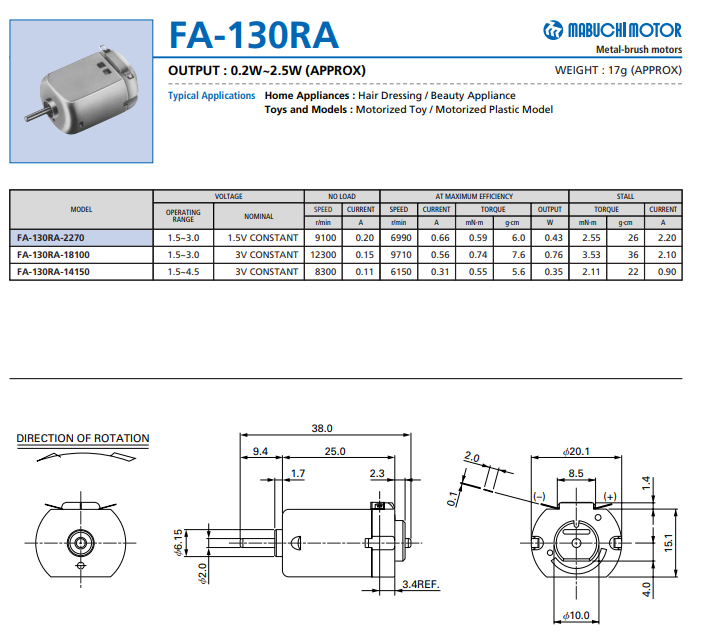 FA-130RA
MABUCHI MOTOR
Metal-brush motors
OUTPUT : 0.2W~2.5W (APPROX)
WEIGHT : 17g (APPROX)
Typical Applications Home Appliances : Hair Dressing / Beauty Appliance
Toys and Models : Motorized Toy / Motorized Plastic Model
MODEL VOLTAGE NO LOAD AT MAXIMUM EFFICIENCY STALL
OPERATING RANGE NOMINAL SPEED CURRENT SPEED CURRENT TORQUE OUTPUT TORQUE CURRENT
r/min A r/min A mN·m g·cm W mN·m g·cm A
FA-130RA-2270 1.5~3.0 1.5V CONSTANT 9100 0.20 6990 0.66 0.59 6.0 0.43 2.55 26 2.20
FA-130RA-18100 1.5~3.0 3V CONSTANT 12300 0.15 9710 0.56 0.74 7.6 0.76 3.53 36 2.10
FA-130RA-14150 1.5~4.5 3V CONSTANT 8300 0.11 6150 0.31 0.55 5.6 0.35 2.11 22 0.90
DIRECTION OF ROTATION
38.0
9.4
25.0
1.7
2.3
ϕ6.15
ϕ2.0
3.4REF.
2.0
0.1
ϕ20.1
8.5
1.4
(−)
(+)
15.1
4.0
ϕ10.0